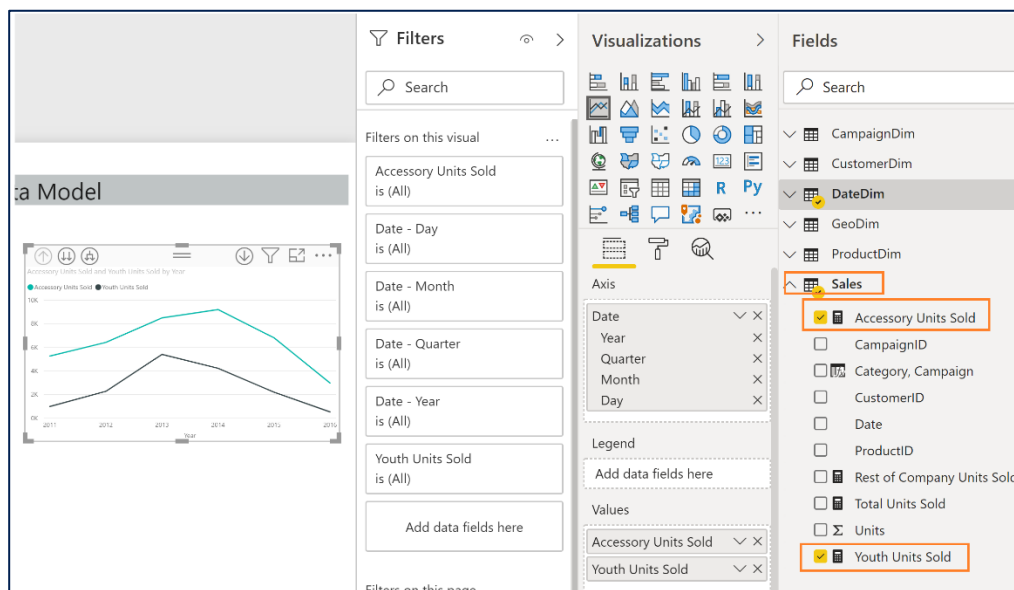 ta Model
Accessory Units Sold and Youth Units Sold by Year
Accessory Units Sold Youth Units Sold
10K
8K
6K
4K
2K
0K
2011 2012 2013 2014 2015 2016
Year
Filters
Search
Filters on this visual ...
Accessory Units Sold
is (All)
Date - Day
is (All)
Date - Month
is (All)
Date - Quarter
is (All)
Date - Year
is (All)
Youth Units Sold
is (All)
Add data fields here
Filters on this page
Visualizations
123
R Py
...
Axis
Date
Year
Quarter
Month
Day
Legend
Add data fields here
Values
Accessory Units Sold
Youth Units Sold
Fields
Search
CampaignDim
CustomerDim
DateDim
GeoDim
ProductDim
Sales
Accessory Units Sold
CampaignID
Category, Campaign
CustomerID
Date
ProductID
Rest of Company Units Sold
Total Units Sold
Σ Units
Youth Units Sold